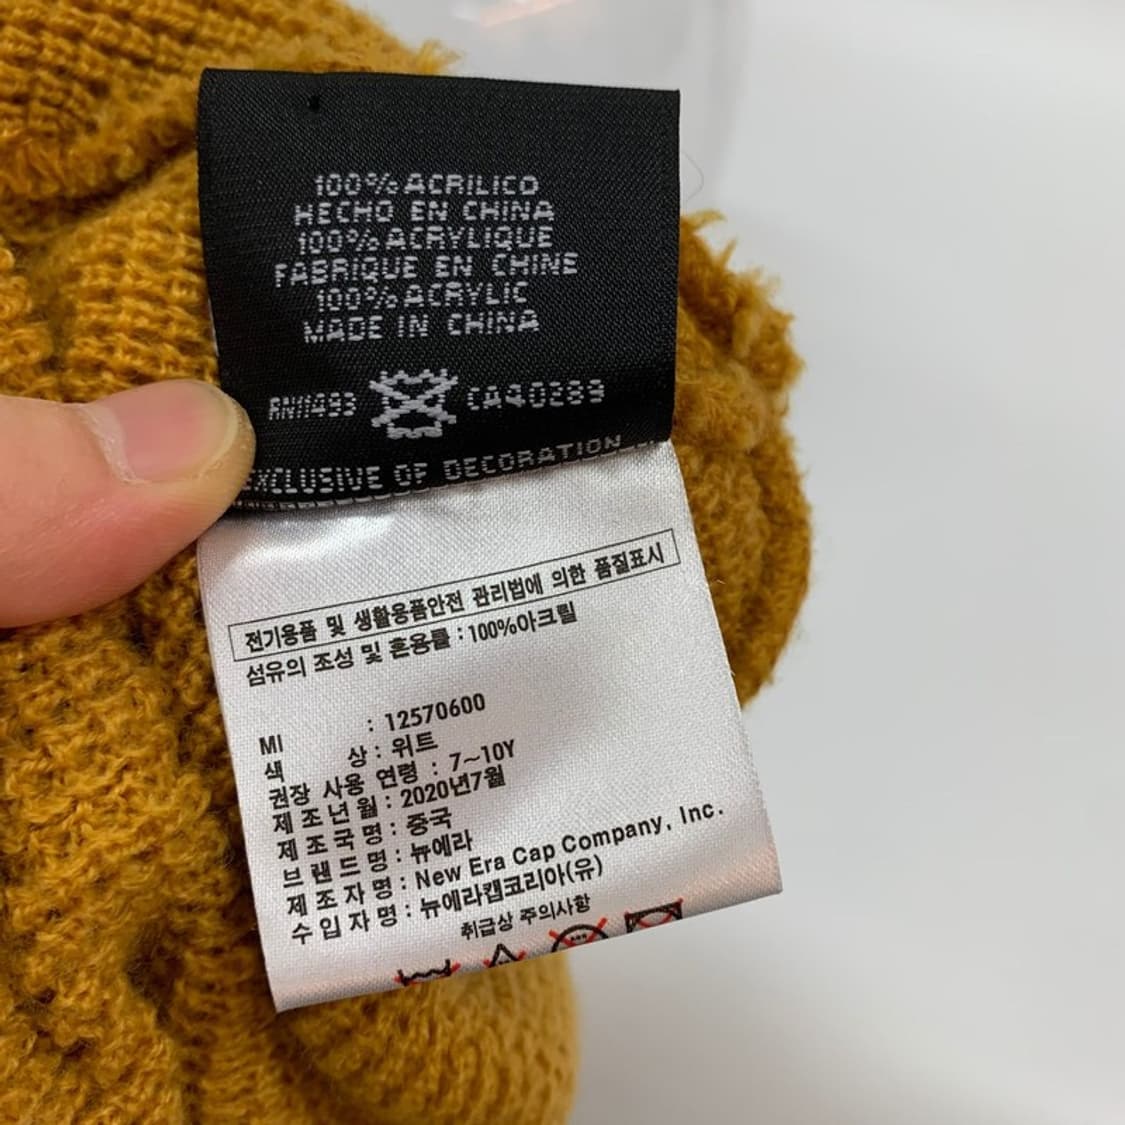 100% ACRILICO
HECHO EN CHINA
100% ACRYLIQUE
FABRIQUE EN CHINE
100% ACRYLIC
MADE IN CHINA
RN11493 CA40289
EXCLUSIVE OF DECORATION
전기용품 및 생활용품안전 관리법에 의한 품질표시
섬유의 조성 및 혼용률 : 100%아크릴
MI : 12570600
색 상 : 위트
권장 사용 연령 : 7~10Y
제조년월 : 2020년7월
제조국명 : 중국
브랜드명 : 뉴에라
제조자명 : New Era Cap Company, Inc.
수입자명 : 뉴에라캡코리아(유)
취급상 주의사항